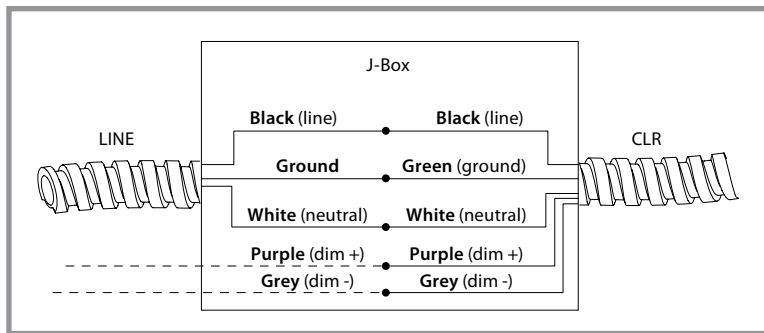 J-Box
LINE
CLR
Black (line) Black (line)
Ground Green (ground)
White (neutral) White (neutral)
Purple (dim +) Purple (dim +)
Grey (dim -) Grey (dim -)